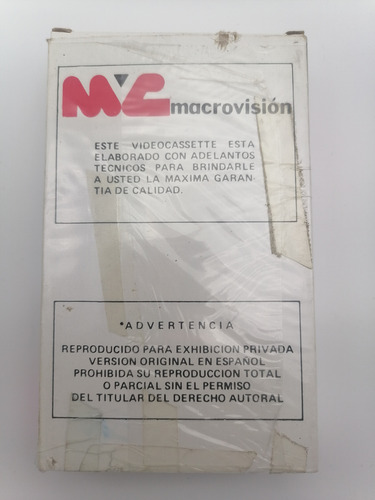 MVC macrovisión
ESTE VIDEOCASSETTE ESTA
ELABORADO CON ADELANTOS
TECNICOS PARA BRINDARLE
A USTED LA MAXIMA GARAN-
TIA DE CALIDAD.
*ADVERTENCIA
REPRODUCIDO PARA EXHIBICION PRIVADA
VERSION ORIGINAL EN ESPAÑOL
PROHIBIDA SU REPRODUCCION TOTAL
O PARCIAL SIN EL PERMISO
DEL TITULAR DEL DERECHO AUTORAL